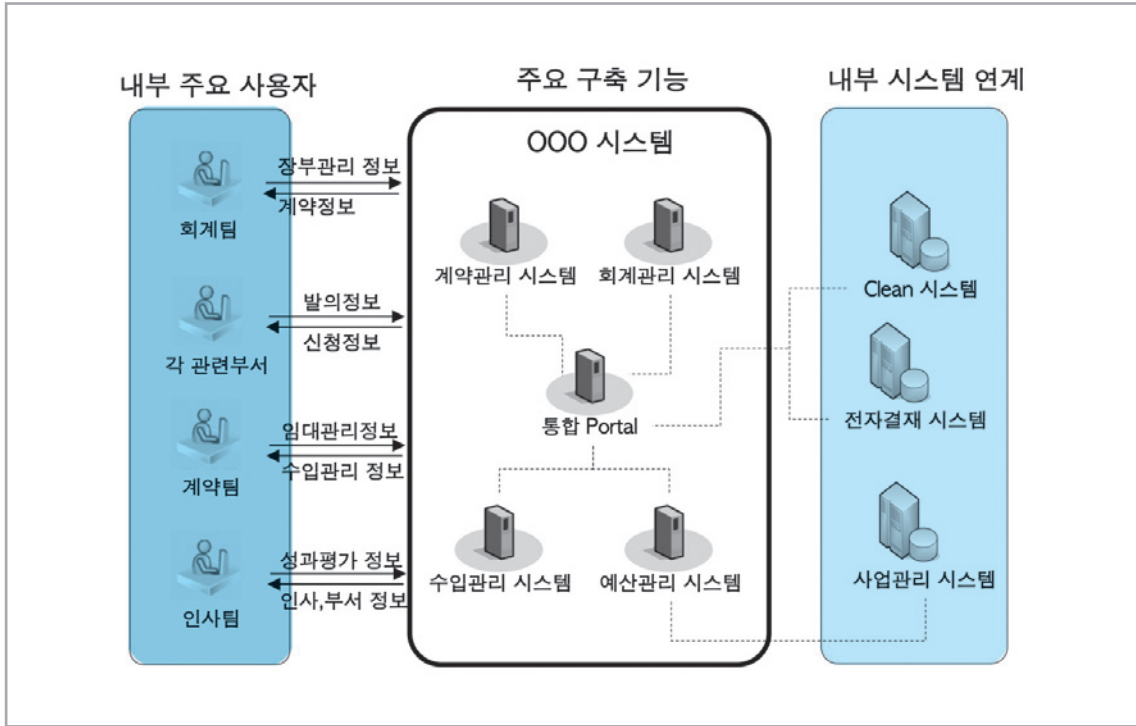 내부 주요 사용자
주요 구축 기능
내부 시스템 연계
OOO 시스템
장부관리 정보
계약정보
회계팀
발의정보
신청정보
각 관련부서
임대관리정보
수입관리 정보
계약팀
성과평가 정보
인사,부서 정보
인사팀
계약관리 시스템
회계관리 시스템
통합 Portal
수입관리 시스템
예산관리 시스템
Clean 시스템
전자결재 시스템
사업관리 시스템